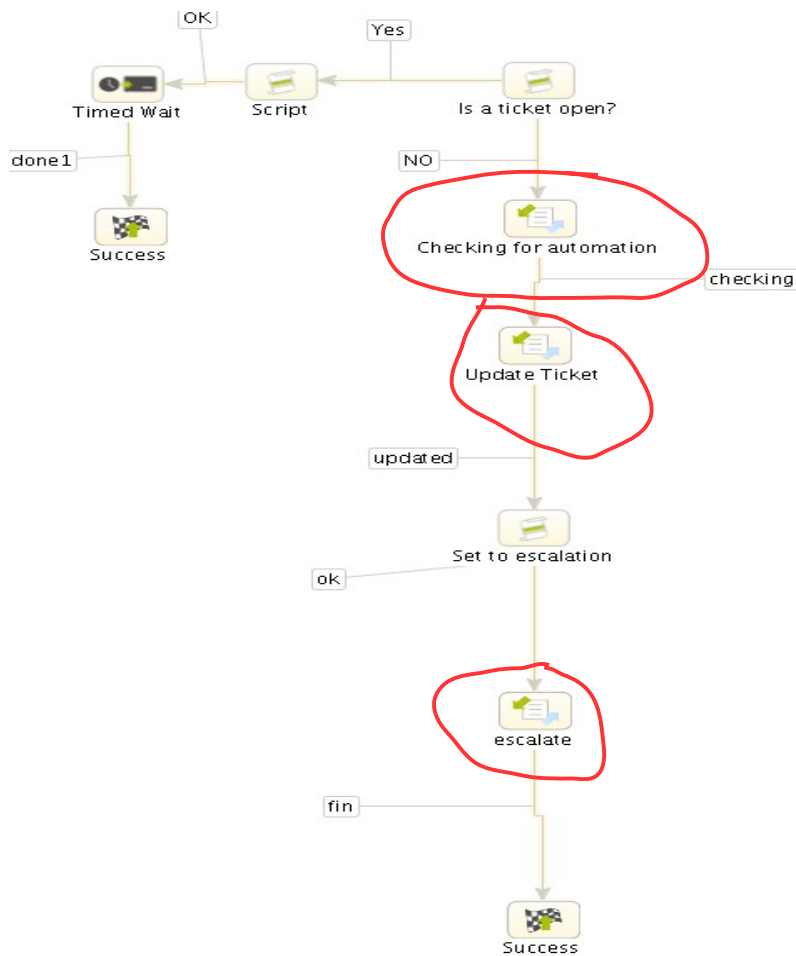 OK
Yes
Timed Wait
Script
Is a ticket open?
done1
NO
Success
Checking for automation
checking
Update Ticket
updated
Set to escalation
ok
escalate
fin
Success